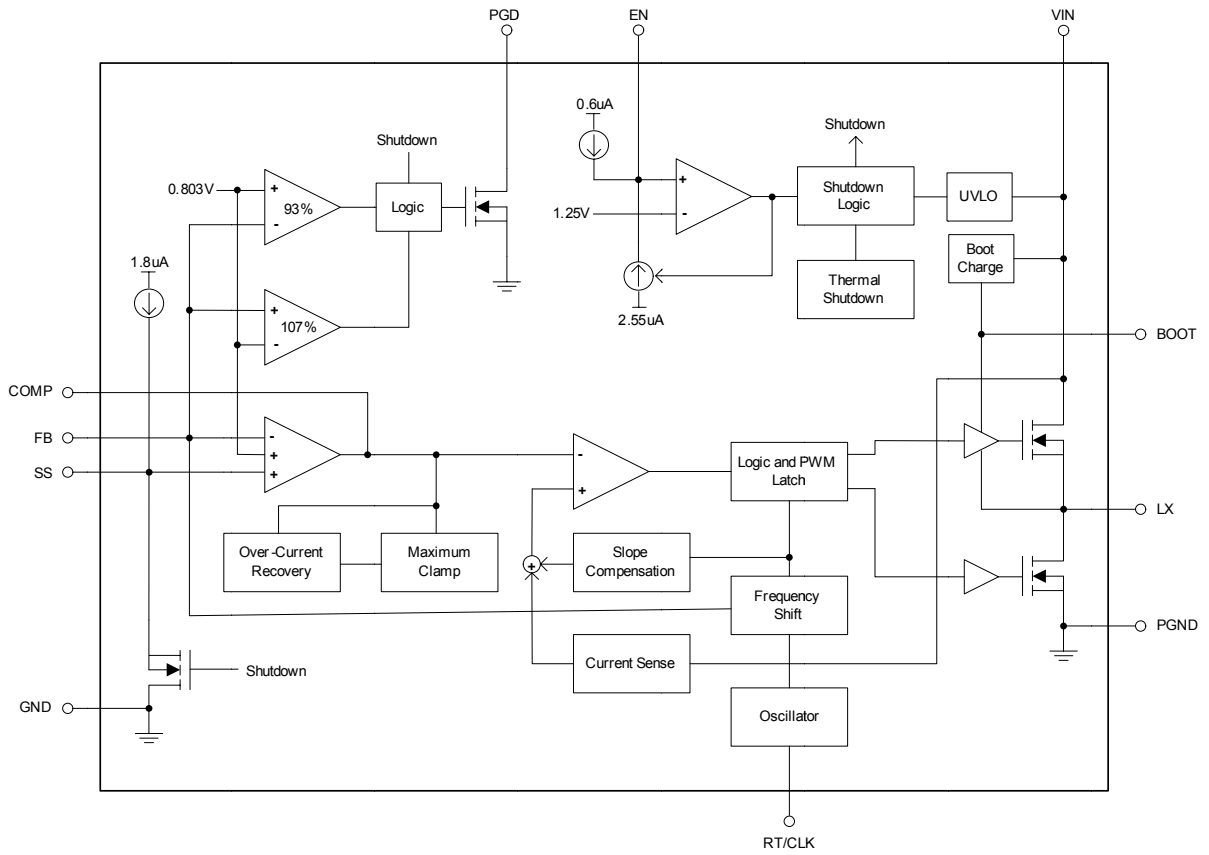 PGD
EN
VIN
0.6uA
Shutdown
Shutdown
0.803V
+
93%
-
Logic
+
-
1.25V
Shutdown
Logic
UVLO
Boot
Charge
1.8uA
Thermal
Shutdown
2.55uA
+
107%
-
BOOT
COMP
FB
SS
-
+
+
-
+
Logic and PWM
Latch
LX
Over-Current
Recovery
Maximum
Clamp
+
Slope
Compensation
Frequency
Shift
PGND
Current Sense
Shutdown
GND
Oscillator
RT/CLK